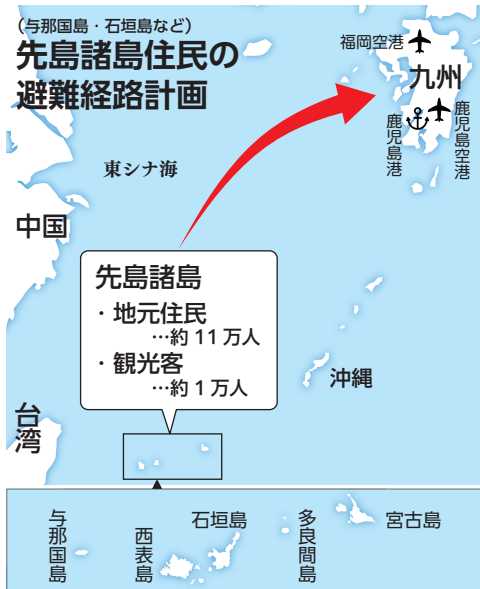 （与那国島・石垣島など）
先島諸島住民の
避難経路計画
福岡空港
九州
鹿児島港
鹿児島空港
東シナ海
中国
先島諸島
・地元住民
…約 11 万人
・観光客
…約 1 万人
沖縄
台湾
与那国島
西表島
石垣島
多良間島
宮古島